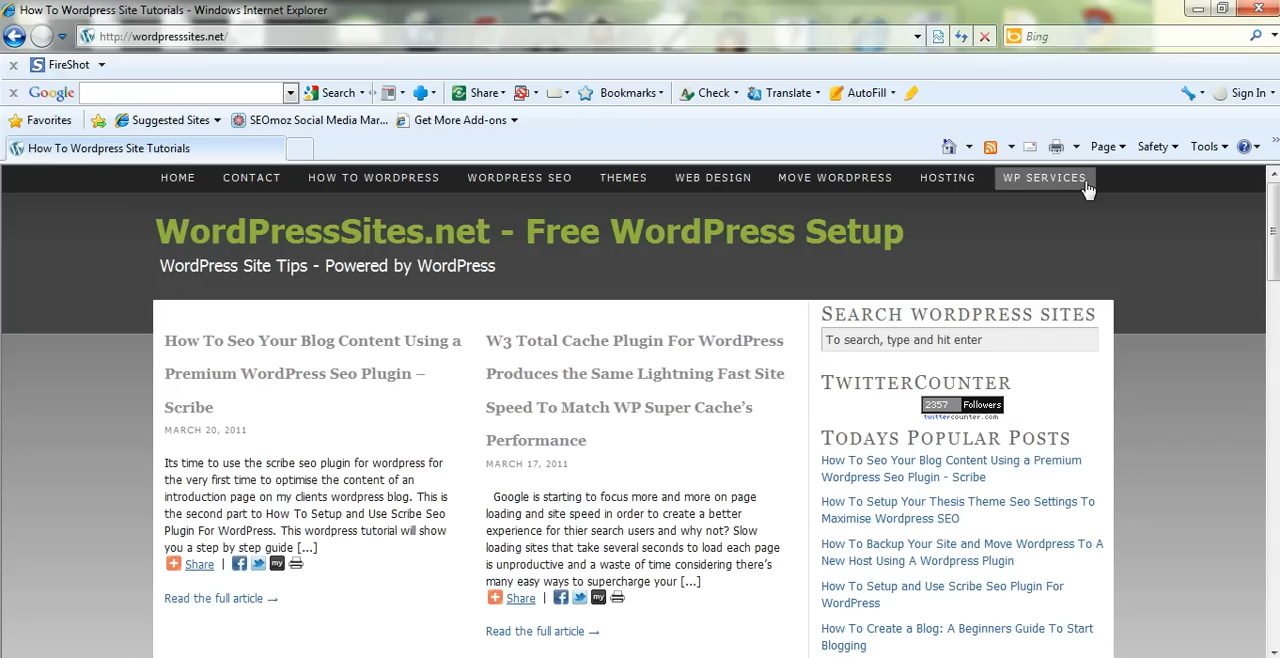 How To Wordpress Site Tutorials - Windows Internet Explorer
http://wordpresssites.net/
Bing
x FireShot
x Google Search Share Bookmarks Check Translate AutoFill Sign In
Favorites Suggested Sites SEOmoz Social Media Mar... Get More Add-ons
How To Wordpress Site Tutorials Page Safety Tools
HOME CONTACT HOW TO WORDPRESS WORDPRESS SEO THEMES WEB DESIGN MOVE WORDPRESS HOSTING WP SERVICES
WordPressSites.net - Free WordPress Setup
WordPress Site Tips - Powered by WordPress
How To Seo Your Blog Content Using a
Premium WordPress Seo Plugin –
Scribe
MARCH 20, 2011
Its time to use the scribe seo plugin for wordpress for
the very first time to optimise the content of an
introduction page on my clients wordpress blog. This is
the second part to How To Setup and Use Scribe Seo
Plugin For WordPress. This wordpress tutorial will show
you a step by step guide [...]
Share | my
Read the full article →
W3 Total Cache Plugin For WordPress
Produces the Same Lightning Fast Site
Speed To Match WP Super Cache’s
Performance
MARCH 17, 2011
Google is starting to focus more and more on page
loading and site speed in order to create a better
experience for thier search users and why not? Slow
loading sites that take several seconds to load each page
is unproductive and a waste of time considering there’s
many easy ways to supercharge your [...]
Share | my
Read the full article →
SEARCH WORDPRESS SITES
To search, type and hit enter
TWITTERCOUNTER
2357 Followers
twittercounter.com
TODAYS POPULAR POSTS
How To Seo Your Blog Content Using a Premium
Wordpress Seo Plugin - Scribe
How To Setup Your Thesis Theme Seo Settings To
Maximise Wordpress SEO
How To Backup Your Site and Move Wordpress To A
New Host Using A Wordpress Plugin
How To Setup and Use Scribe Seo Plugin For
WordPress
How To Create a Blog: A Beginners Guide To Start
Blogging